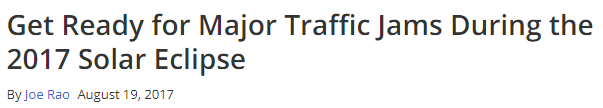 Get Ready for Major Traffic Jams During the
2017 Solar Eclipse
By Joe Rao August 19, 2017